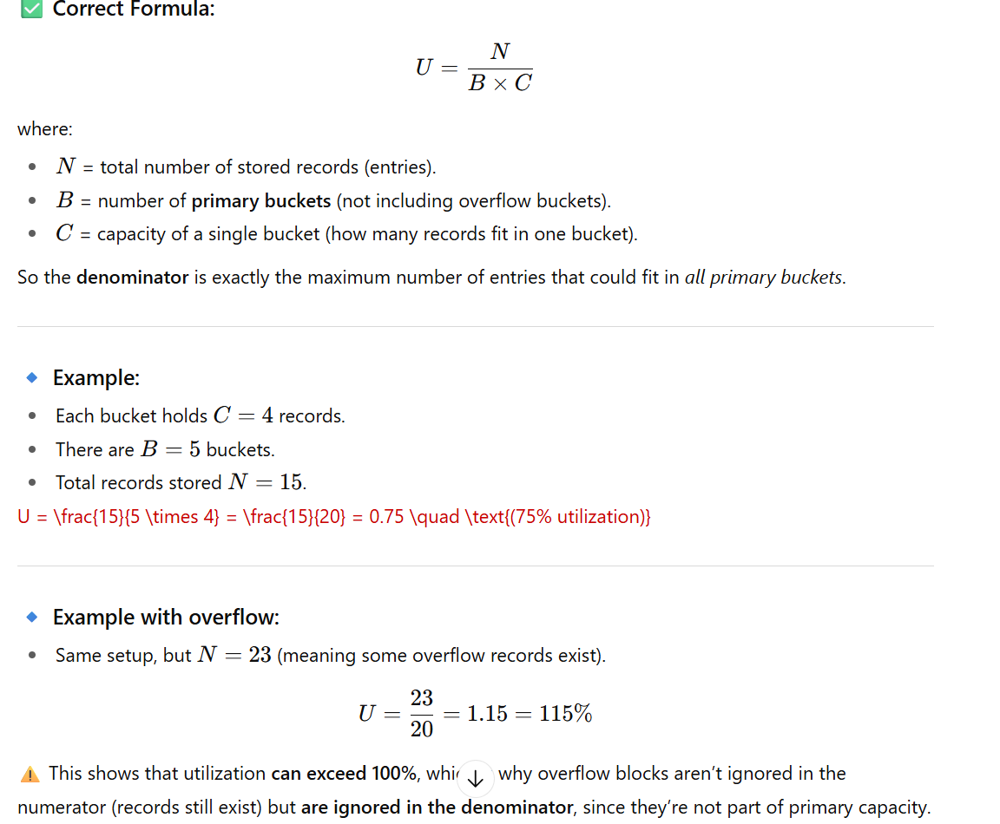 ✅ Correct Formula:
U = N / (B × C)
where:
• N = total number of stored records (entries).
• B = number of primary buckets (not including overflow buckets).
• C = capacity of a single bucket (how many records fit in one bucket).
So the denominator is exactly the maximum number of entries that could fit in all primary buckets.
🔹 Example:
• Each bucket holds C = 4 records.
• There are B = 5 buckets.
• Total records stored N = 15.
U = \frac{15}{5 \times 4} = \frac{15}{20} = 0.75 \quad \text{(75% utilization)}
🔹 Example with overflow:
• Same setup, but N = 23 (meaning some overflow records exist).
U = 23 / 20 = 1.15 = 115%
⚠️ This shows that utilization can exceed 100%, why overflow blocks aren’t ignored in the
numerator (records still exist) but are ignored in the denominator, since they’re not part of primary capacity.